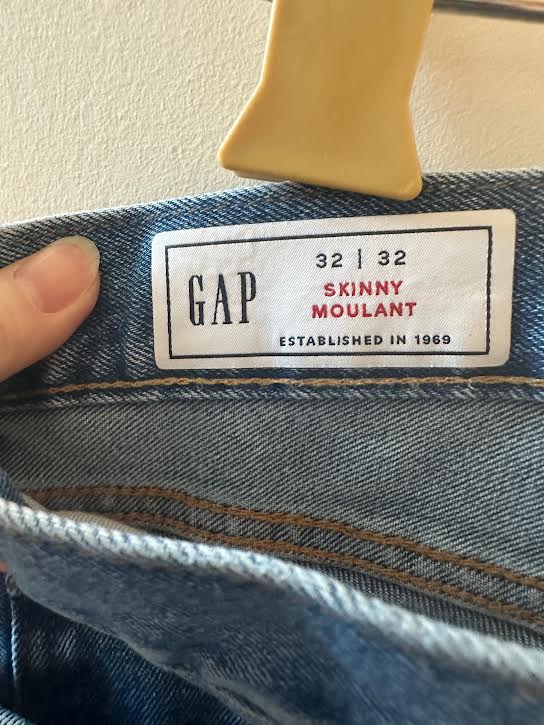 GAP
32 | 32
SKINNY
MOULANT
ESTABLISHED IN 1969